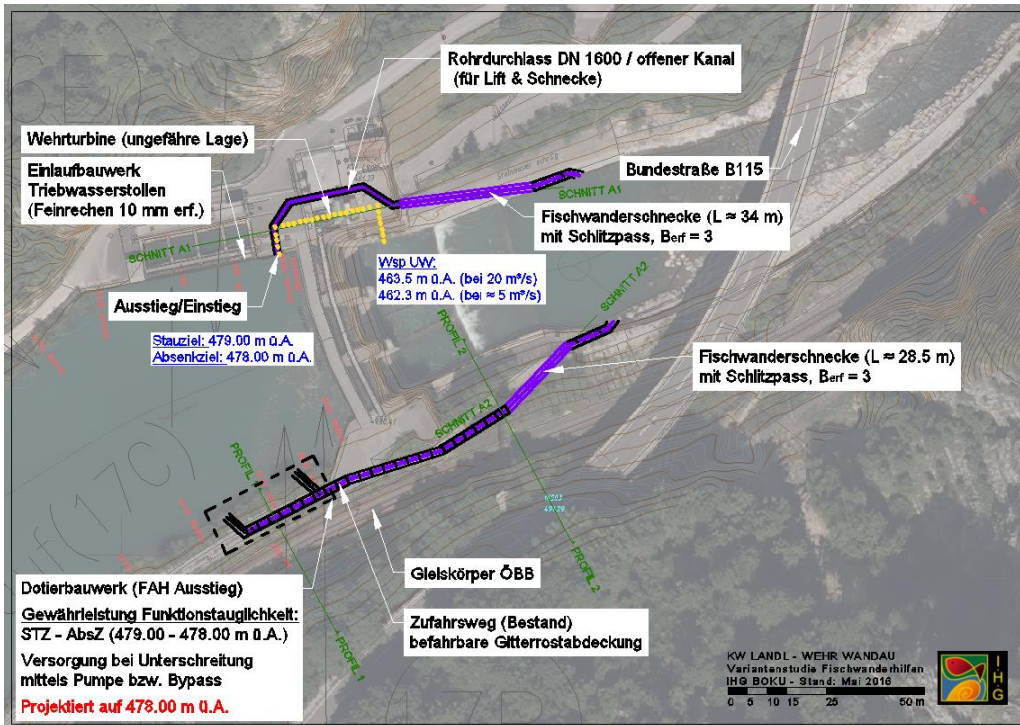 Rohrdurchlass DN 1600 / offener Kanal
(für Lift & Schnecke)
Wehrturbine (ungefähre Lage)
Einlaufbauwerk
Triebwasserstollen
(Feinrechen 10 mm erf.)
Bundestraße B115
SCHNITT A1
Fischwanderschnecke (L ≈ 34 m)
mit Schlitzpass, Berf = 3
SCHNITT A1
Wsp UW:
463.5 m ü.A. (bei 20 m³/s)
462.3 m ü.A. (bei ≈ 5 m³/s)
SCHNITT A2
Ausstieg/Einstieg
Stauziel: 479.00 m ü.A.
Absenkziel: 478.00 m ü.A.
PROFIL 2
Fischwanderschnecke (L ≈ 28.5 m)
mit Schlitzpass, Berf = 3
SCHNITT A2
PROFIL 1
Gleiskörper ÖBB
Dotierbauwerk (FAH Ausstieg)
Gewährleistung Funktionstauglichkeit:
STZ - AbsZ (479.00 - 478.00 m ü.A.)
Versorgung bei Unterschreitung
mittels Pumpe bzw. Bypass
Projektiert auf 478.00 m ü.A.
Zufahrsweg (Bestand)
befahrbare Gitterrostabdeckung
PROFIL 2
PROFIL 1
KW LANDL - WEHR WANDAU
Variantenstudie Fischwanderhilfen
IHG BOKU - Stand: Mai 2016
0 5 10 15 25 50 m
IHG